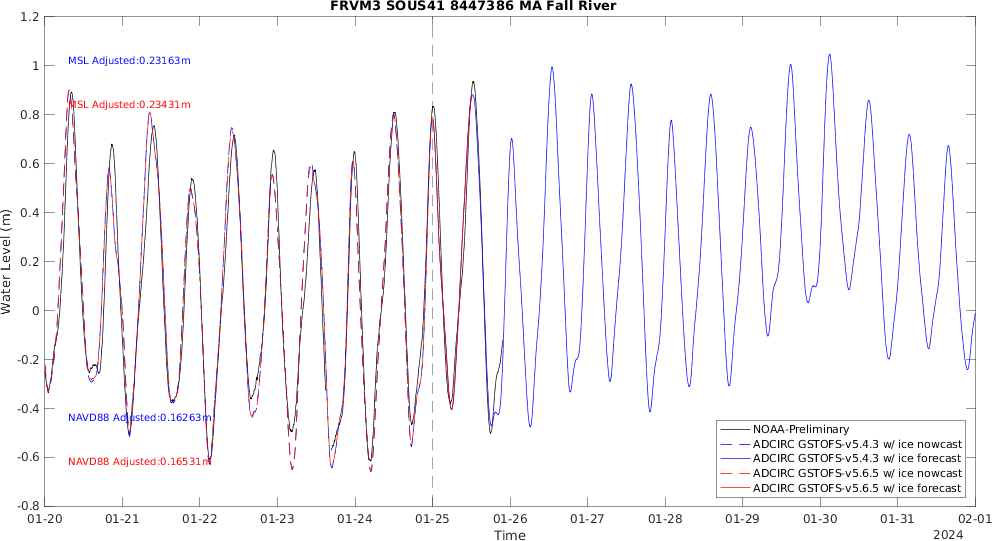 FRVM3 SOUS41 8447386 MA Fall River
1.2
1
0.8
0.6
0.4
0.2
0
-0.2
-0.4
-0.6
-0.8
Water Level (m)
MSL Adjusted:0.23163m
MSL Adjusted:0.23431m
NAVD88 Adjusted:0.16263m
NAVD88 Adjusted:0.16531m
NOAA-Preliminary
ADCIRC GSTOFS-v5.4.3 w/ ice nowcast
ADCIRC GSTOFS-v5.4.3 w/ ice forecast
ADCIRC GSTOFS-v5.6.5 w/ ice nowcast
ADCIRC GSTOFS-v5.6.5 w/ ice forecast
01-20 01-21 01-22 01-23 01-24 01-25 01-26 01-27 01-28 01-29 01-30 01-31 02-01
Time
2024